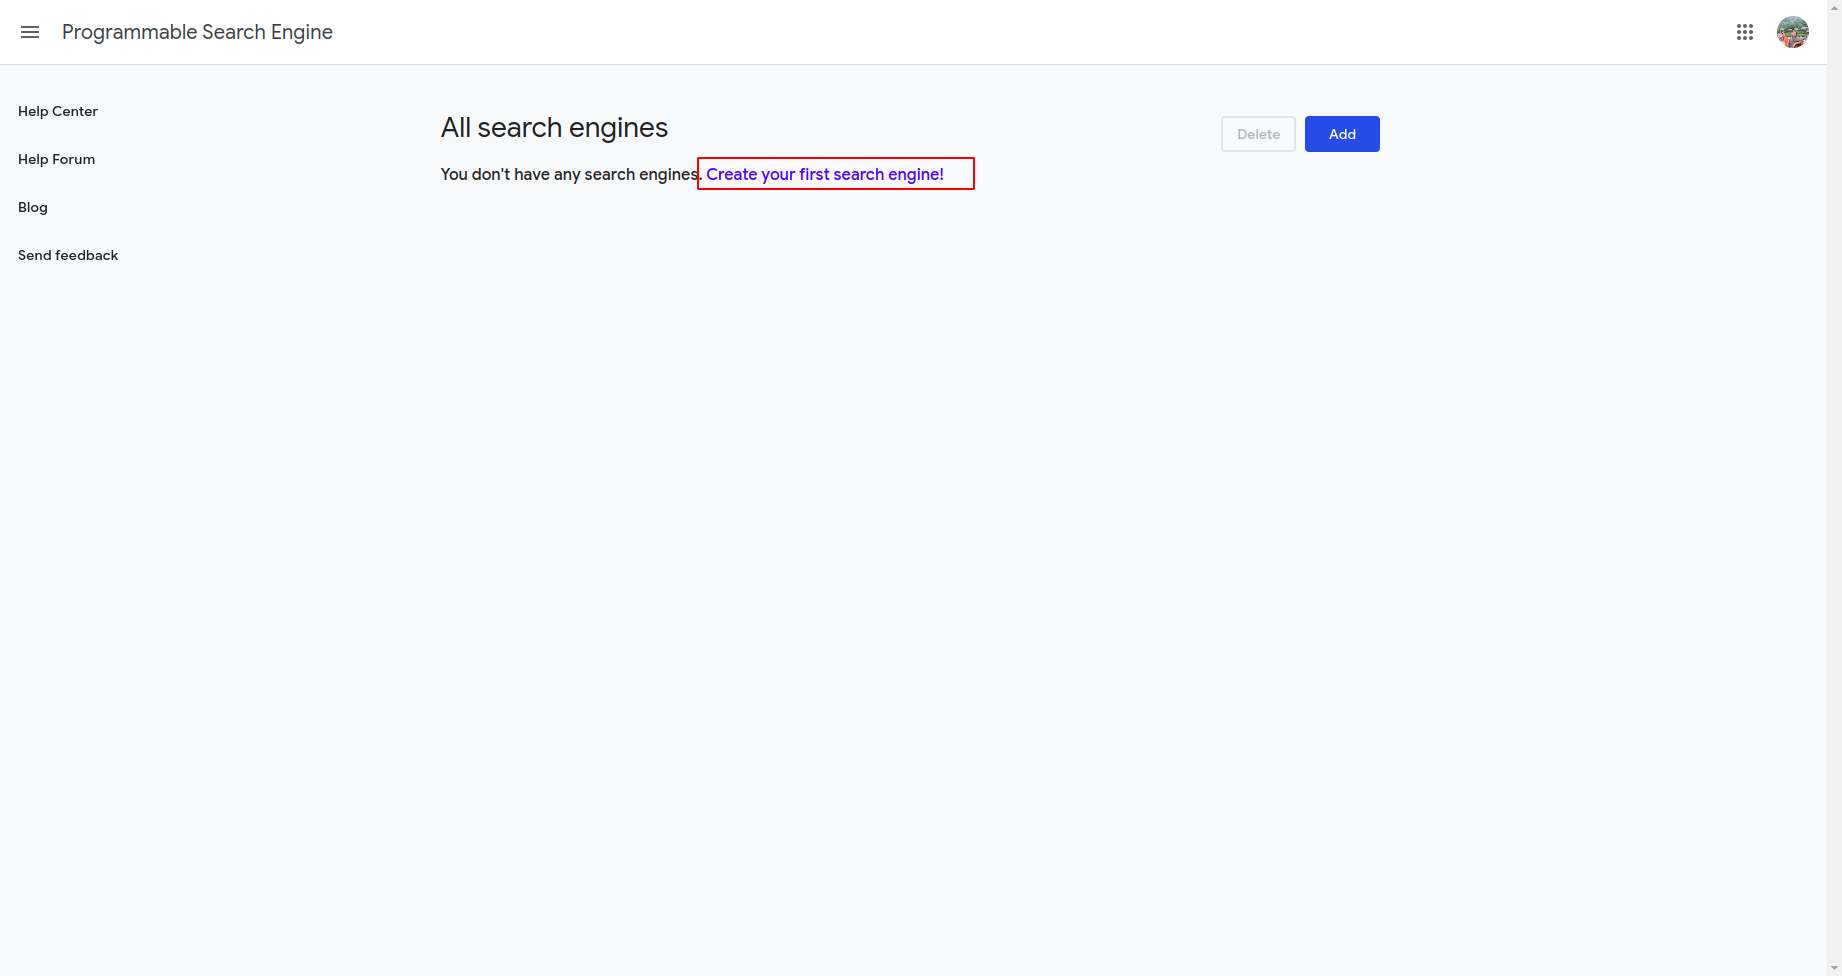 Programmable Search Engine
Help Center
Help Forum
Blog
Send feedback
All search engines
Delete
Add
You don't have any search engines. Create your first search engine!